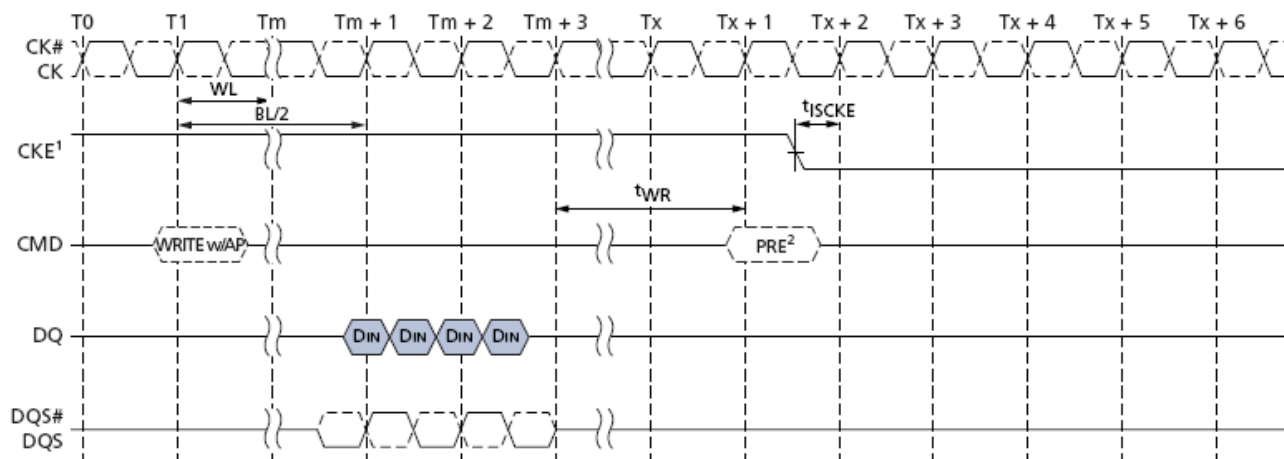 T0 T1 Tm Tm + 1 Tm + 2 Tm + 3 Tx Tx + 1 Tx + 2 Tx + 3 Tx + 4 Tx + 5 Tx + 6
CK#
CK
WL
BL/2
tISCKE
CKE1
tWR
CMD WRITE w/AP PRE2
DQ DIN DIN DIN DIN
DQS#
DQS